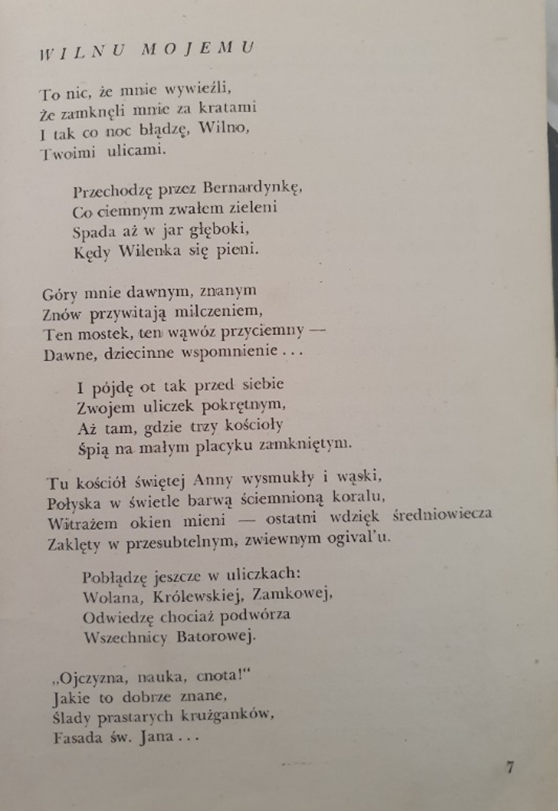 WILNU MOJEMU
To nic, że mnie wywieźli,
Że zamknęli mnie za kratami
I tak co noc błądzę, Wilno,
Twoimi ulicami.
Przechodzę przez Bernardynkę,
Co ciemnym zwałem zieleni
Spada aż w jar głęboki,
Kędy Wilenka się pieni.
Góry mnie dawnym, znanym
Znów przywitają milczeniem,
Ten mostek, ten wąwóz przyciemny —
Dawne, dziecinne wspomnienie...
I pójdę ot tak przed siebie
Zwojem uliczek pokrętnym,
Aż tam, gdzie trzy kościoły
Śpią na małym placyku zamkniętym.
Tu kościół świętej Anny wysmukły i wąski,
Połyska w świetle barwą ściemnioną koralu,
Witrażem okien mieni — ostatni wdzięk średniowiecza
Zaklęty w przesubtelnym, zwiewnym ogival'u.
Pobłądzę jeszcze w uliczkach:
Wolana, Królewskiej, Zamkowej,
Odwiedzę chociaż podwórza
Wszechnicy Batorowej.
„Ojczyzna, nauka, cnota!"
Jakie to dobrze znane,
Ślady prastarych krużganków,
Fasada św. Jana...
7